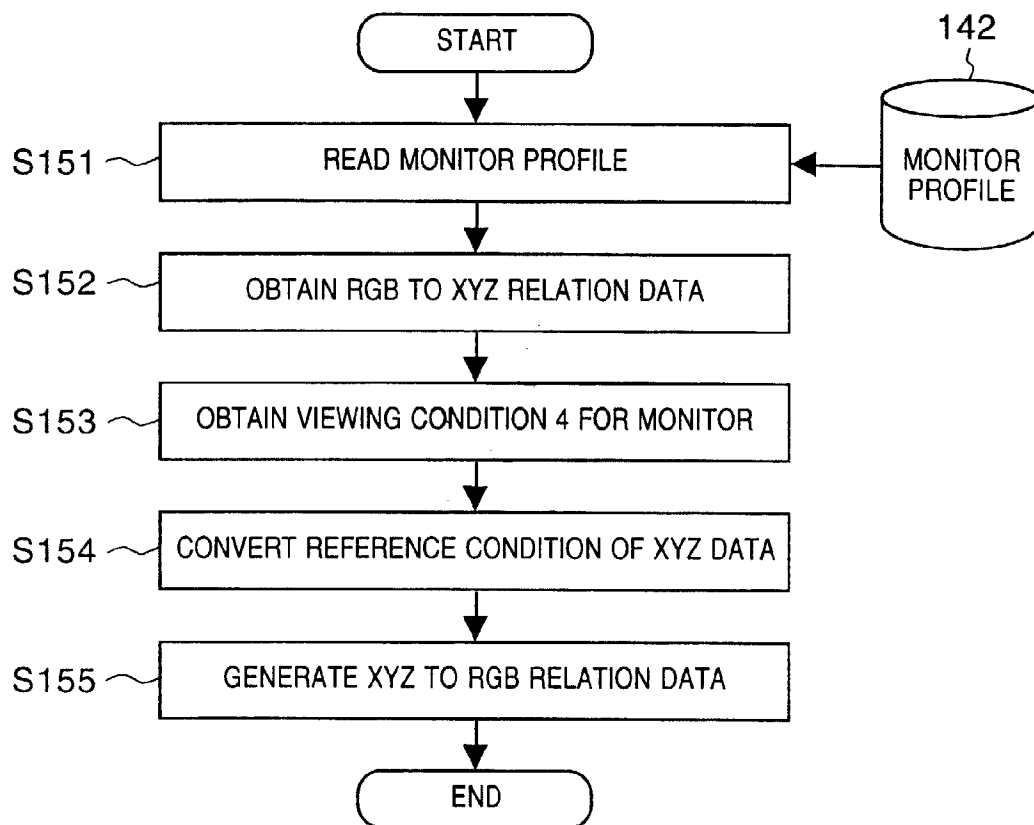 START
142
S151
READ MONITOR PROFILE
MONITOR
PROFILE
S152
OBTAIN RGB TO XYZ RELATION DATA
S153
OBTAIN VIEWING CONDITION 4 FOR MONITOR
S154
CONVERT REFERENCE CONDITION OF XYZ DATA
S155
GENERATE XYZ TO RGB RELATION DATA
END